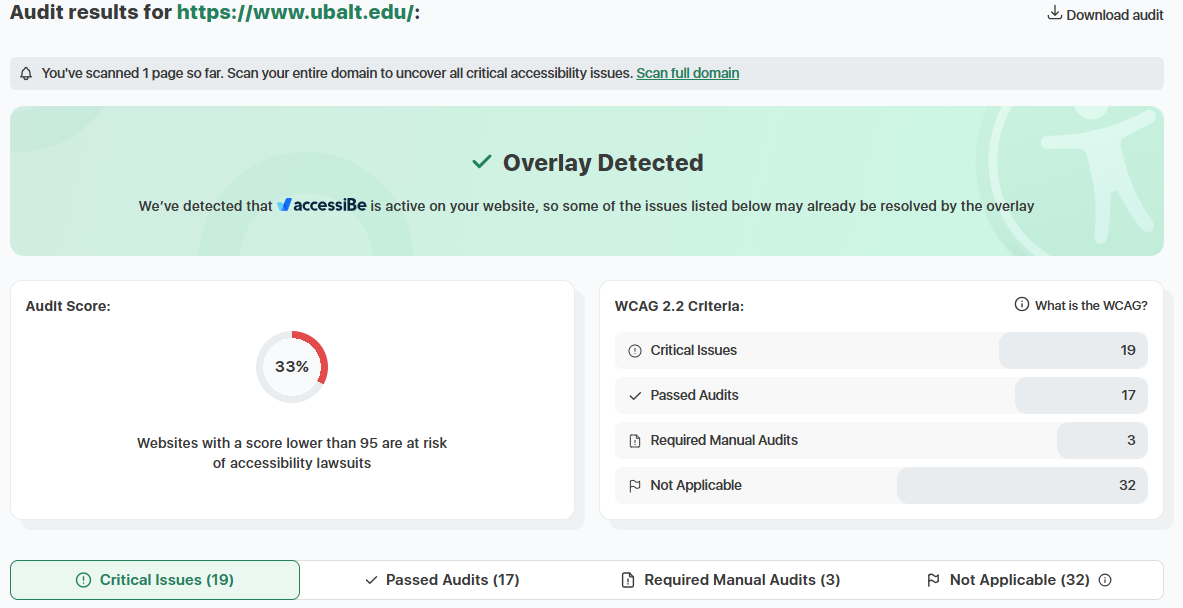 Audit results for https://www.ubalt.edu/:
Download audit
You've scanned 1 page so far. Scan your entire domain to uncover all critical accessibility issues. Scan full domain
Overlay Detected
We've detected that accessiBe is active on your website, so some of the issues listed below may already be resolved by the overlay
Audit Score:
33%
Websites with a score lower than 95 are at risk
of accessibility lawsuits
WCAG 2.2 Criteria:
What is the WCAG?
Critical Issues 19
Passed Audits 17
Required Manual Audits 3
Not Applicable 32
Critical Issues (19)
Passed Audits (17)
Required Manual Audits (3)
Not Applicable (32)